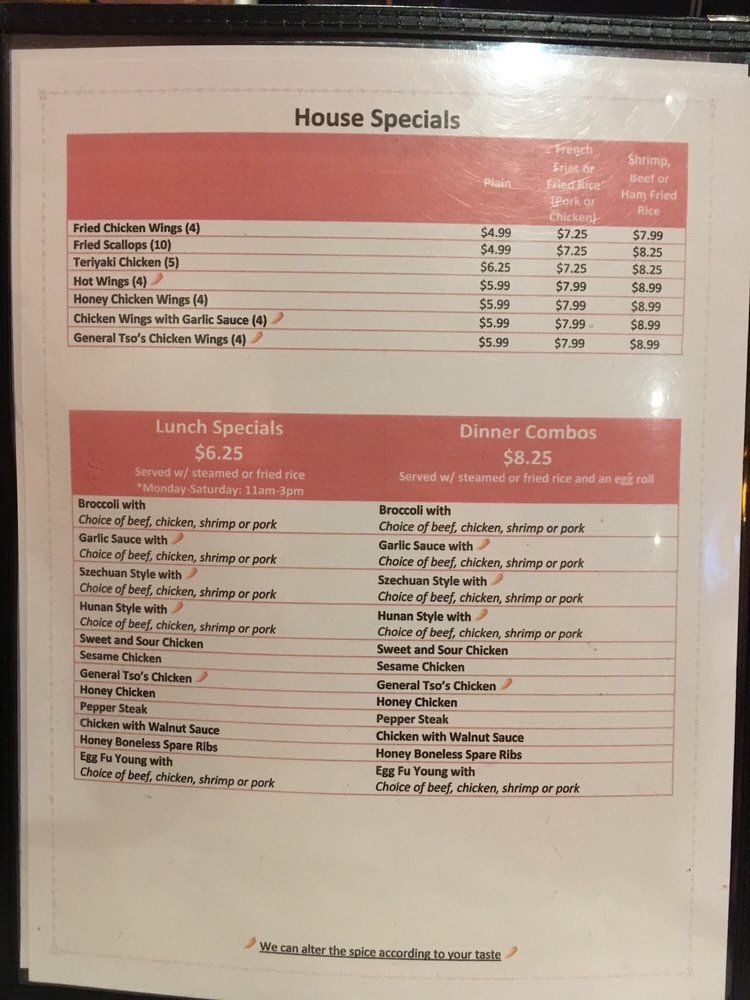 House Specials
Plain
French Fries or Fried Rice (Pork or Chicken)
Shrimp, Beef or Ham Fried Rice
Fried Chicken Wings (4) $4.99 $7.25 $7.99
Fried Scallops (10) $4.99 $7.25 $8.25
Teriyaki Chicken (5) $6.25 $7.25 $8.25
Hot Wings (4) $5.99 $7.99 $8.99
Honey Chicken Wings (4) $5.99 $7.99 $8.99
Chicken Wings with Garlic Sauce (4) $5.99 $7.99 $8.99
General Tso's Chicken Wings (4) $5.99 $7.99 $8.99
Lunch Specials
$6.25
Served w/ steamed or fried rice
*Monday-Saturday: 11am-3pm
Broccoli with
Choice of beef, chicken, shrimp or pork
Garlic Sauce with
Choice of beef, chicken, shrimp or pork
Szechuan Style with
Choice of beef, chicken, shrimp or pork
Hunan Style with
Choice of beef, chicken, shrimp or pork
Sweet and Sour Chicken
Sesame Chicken
General Tso's Chicken
Honey Chicken
Pepper Steak
Chicken with Walnut Sauce
Honey Boneless Spare Ribs
Egg Fu Young with
Choice of beef, chicken, shrimp or pork
Dinner Combos
$8.25
Served w/ steamed or fried rice and an egg roll
Broccoli with
Choice of beef, chicken, shrimp or pork
Garlic Sauce with
Choice of beef, chicken, shrimp or pork
Szechuan Style with
Choice of beef, chicken, shrimp or pork
Hunan Style with
Choice of beef, chicken, shrimp or pork
Sweet and Sour Chicken
Sesame Chicken
General Tso's Chicken
Honey Chicken
Pepper Steak
Chicken with Walnut Sauce
Honey Boneless Spare Ribs
Egg Fu Young with
Choice of beef, chicken, shrimp or pork
We can alter the spice according to your taste